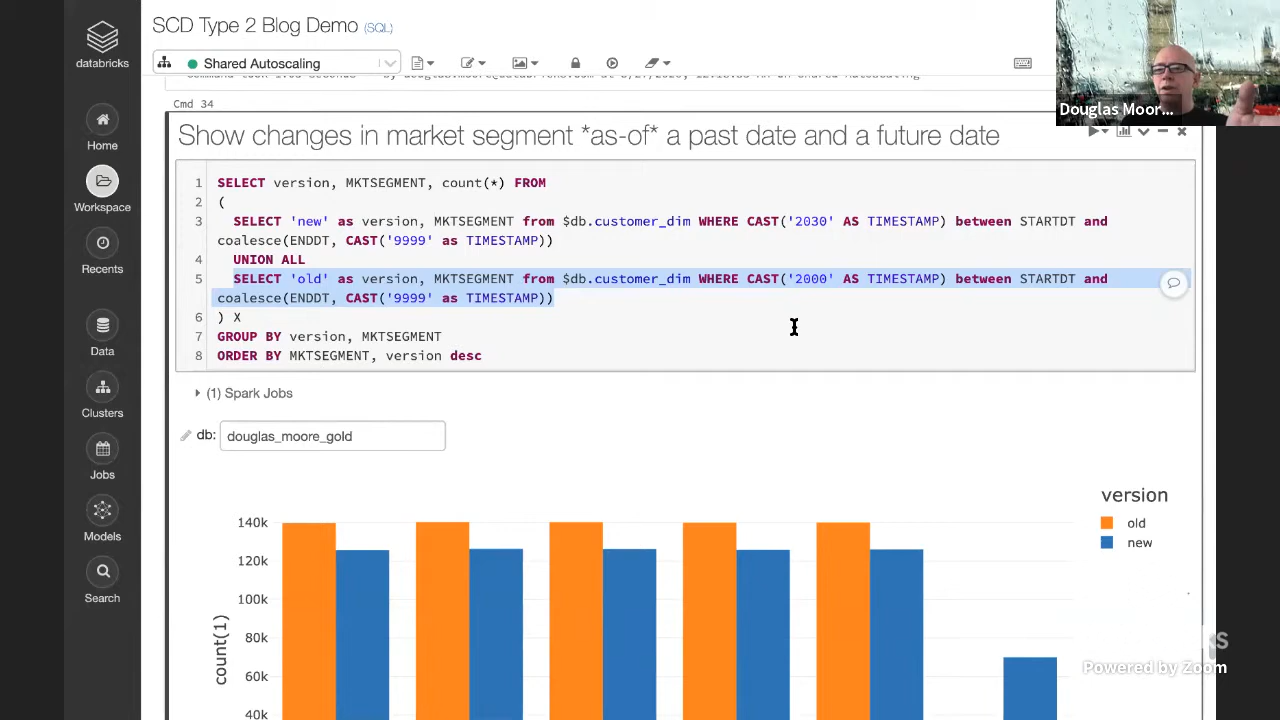 SCD Type 2 Blog Demo (SQL)
databricks
Shared Autoscaling
Douglas Moor...
Cmd 34
Show changes in market segment *as-of* a past date and a future date
1 SELECT version, MKTSEGMENT, count(*) FROM
2 (
3 SELECT 'new' as version, MKTSEGMENT from $db.customer_dim WHERE CAST('2030' AS TIMESTAMP) between STARTDT and
coalesce(ENDDT, CAST('9999' as TIMESTAMP))
4 UNION ALL
5 SELECT 'old' as version, MKTSEGMENT from $db.customer_dim WHERE CAST('2000' AS TIMESTAMP) between STARTDT and
coalesce(ENDDT, CAST('9999' as TIMESTAMP))
6 ) X
7 GROUP BY version, MKTSEGMENT
8 ORDER BY MKTSEGMENT, version desc
(1) Spark Jobs
db: douglas_moore_gold
version
old
new
140k
120k
100k
80k
60k
40k
count(1)
Home
Workspace
Recents
Data
Clusters
Jobs
Models
Search
Powered by Zoom